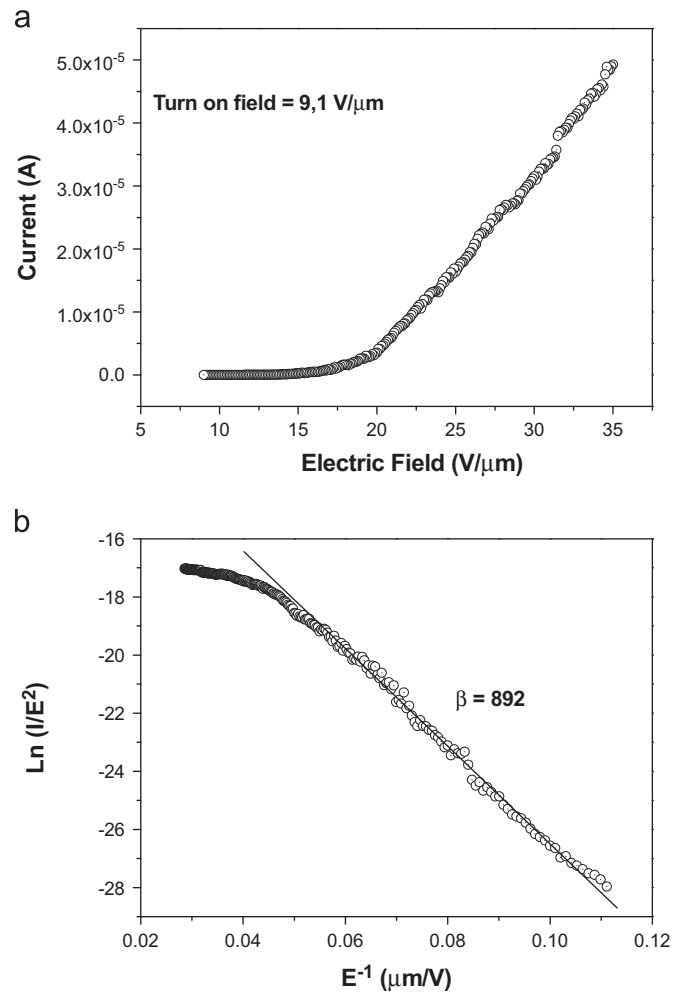 a
5.0x10⁻⁵
4.0x10⁻⁵
3.0x10⁻⁵
2.0x10⁻⁵
1.0x10⁻⁵
0.0
Turn on field = 9,1 V/μm
Current (A)
5 10 15 20 25 30 35
Electric Field (V/μm)
b
-16
-18
-20
-22
-24
-26
-28
β = 892
Ln (I/E²)
0.02 0.04 0.06 0.08 0.10 0.12
E⁻¹ (μm/V)